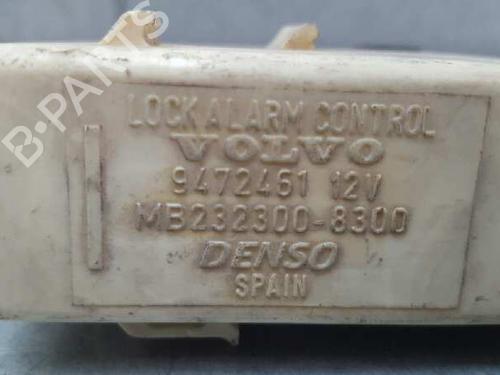 B-PARTS
LOCK ALARM CONTROL
VOLVO
9472461 12V
MB232300-8300
DENSO
SPAIN